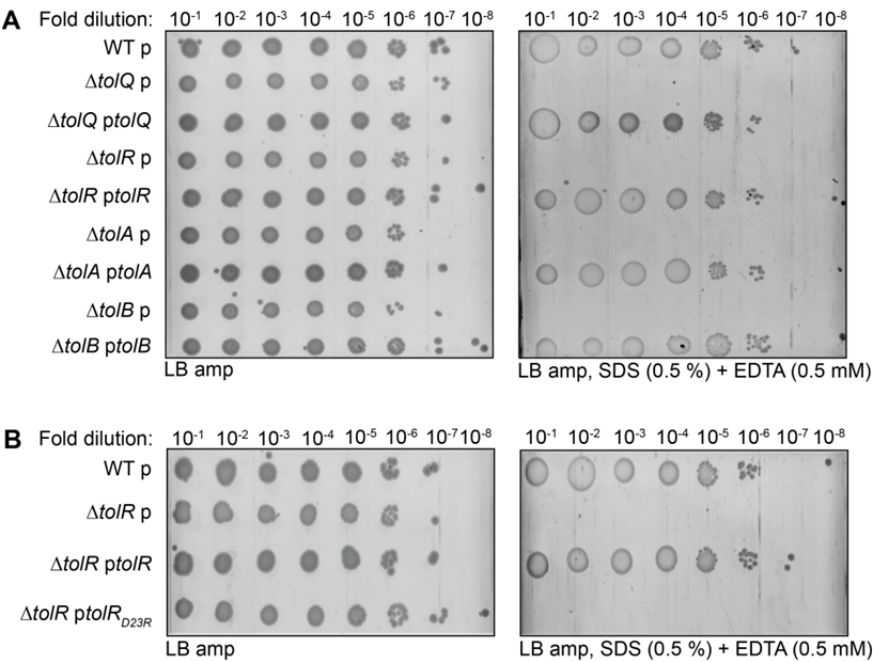 A Fold dilution: 10-1 10-2 10-3 10-4 10-5 10-6 10-7 10-8 10-1 10-2 10-3 10-4 10-5 10-6 10-7 10-8
WT p
ΔtolQ p
ΔtolQ ptolQ
ΔtolR p
ΔtolR ptolR
ΔtolA p
ΔtolA ptolA
ΔtolB p
ΔtolB ptolB
LB amp LB amp, SDS (0.5 %) + EDTA (0.5 mM)
B Fold dilution: 10-1 10-2 10-3 10-4 10-5 10-6 10-7 10-8 10-1 10-2 10-3 10-4 10-5 10-6 10-7 10-8
WT p
ΔtolR p
ΔtolR ptolR
ΔtolR ptolRD23R
LB amp LB amp, SDS (0.5 %) + EDTA (0.5 mM)